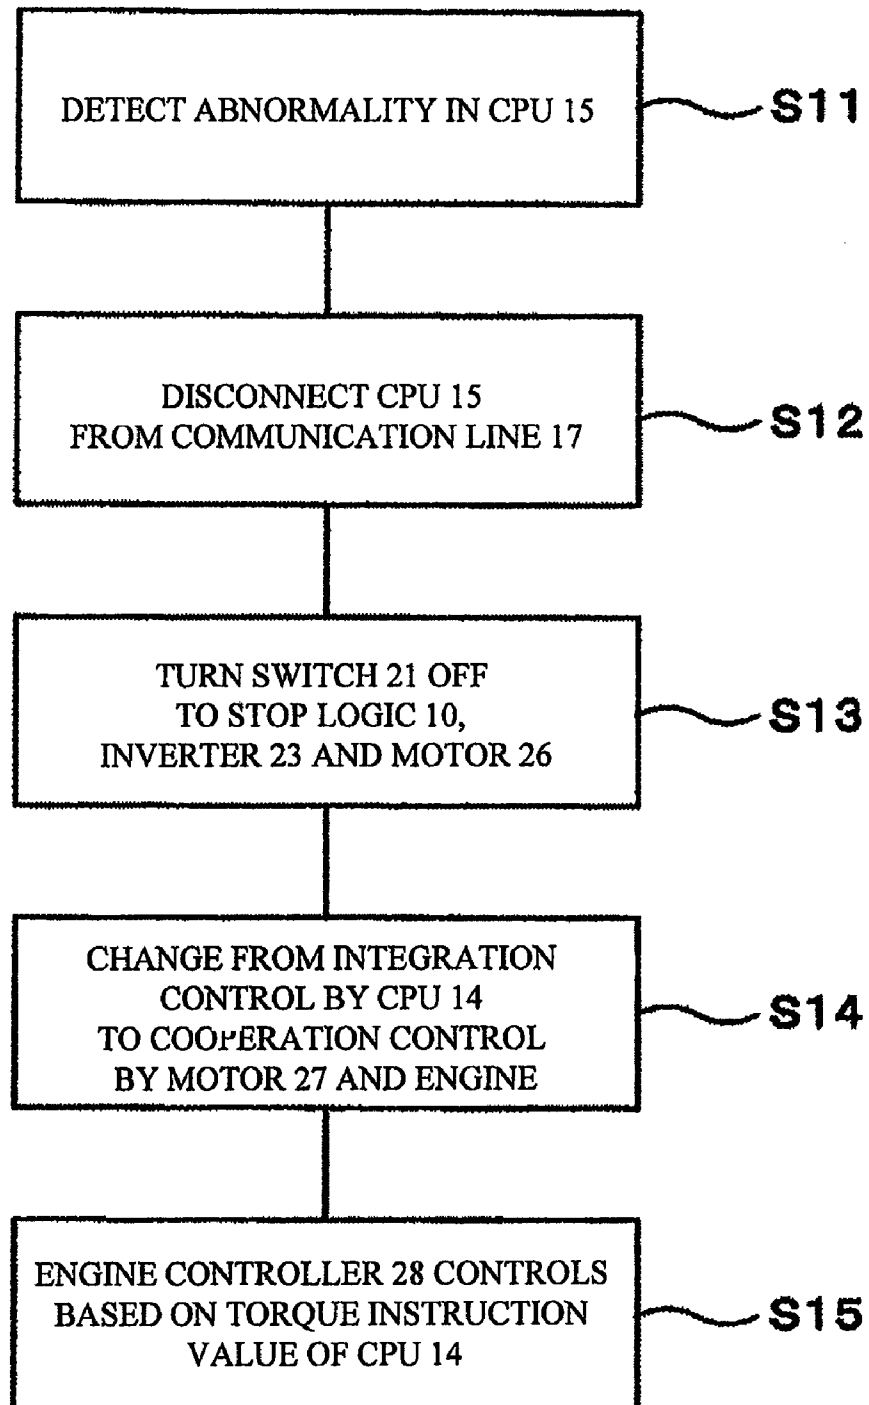 DETECT ABNORMALITY IN CPU 15
S11
DISCONNECT CPU 15
FROM COMMUNICATION LINE 17
S12
TURN SWITCH 21 OFF
TO STOP LOGIC 10,
INVERTER 23 AND MOTOR 26
S13
CHANGE FROM INTEGRATION
CONTROL BY CPU 14
TO COOPERATION CONTROL
BY MOTOR 27 AND ENGINE
S14
ENGINE CONTROLLER 28 CONTROLS
BASED ON TORQUE INSTRUCTION
VALUE OF CPU 14
S15